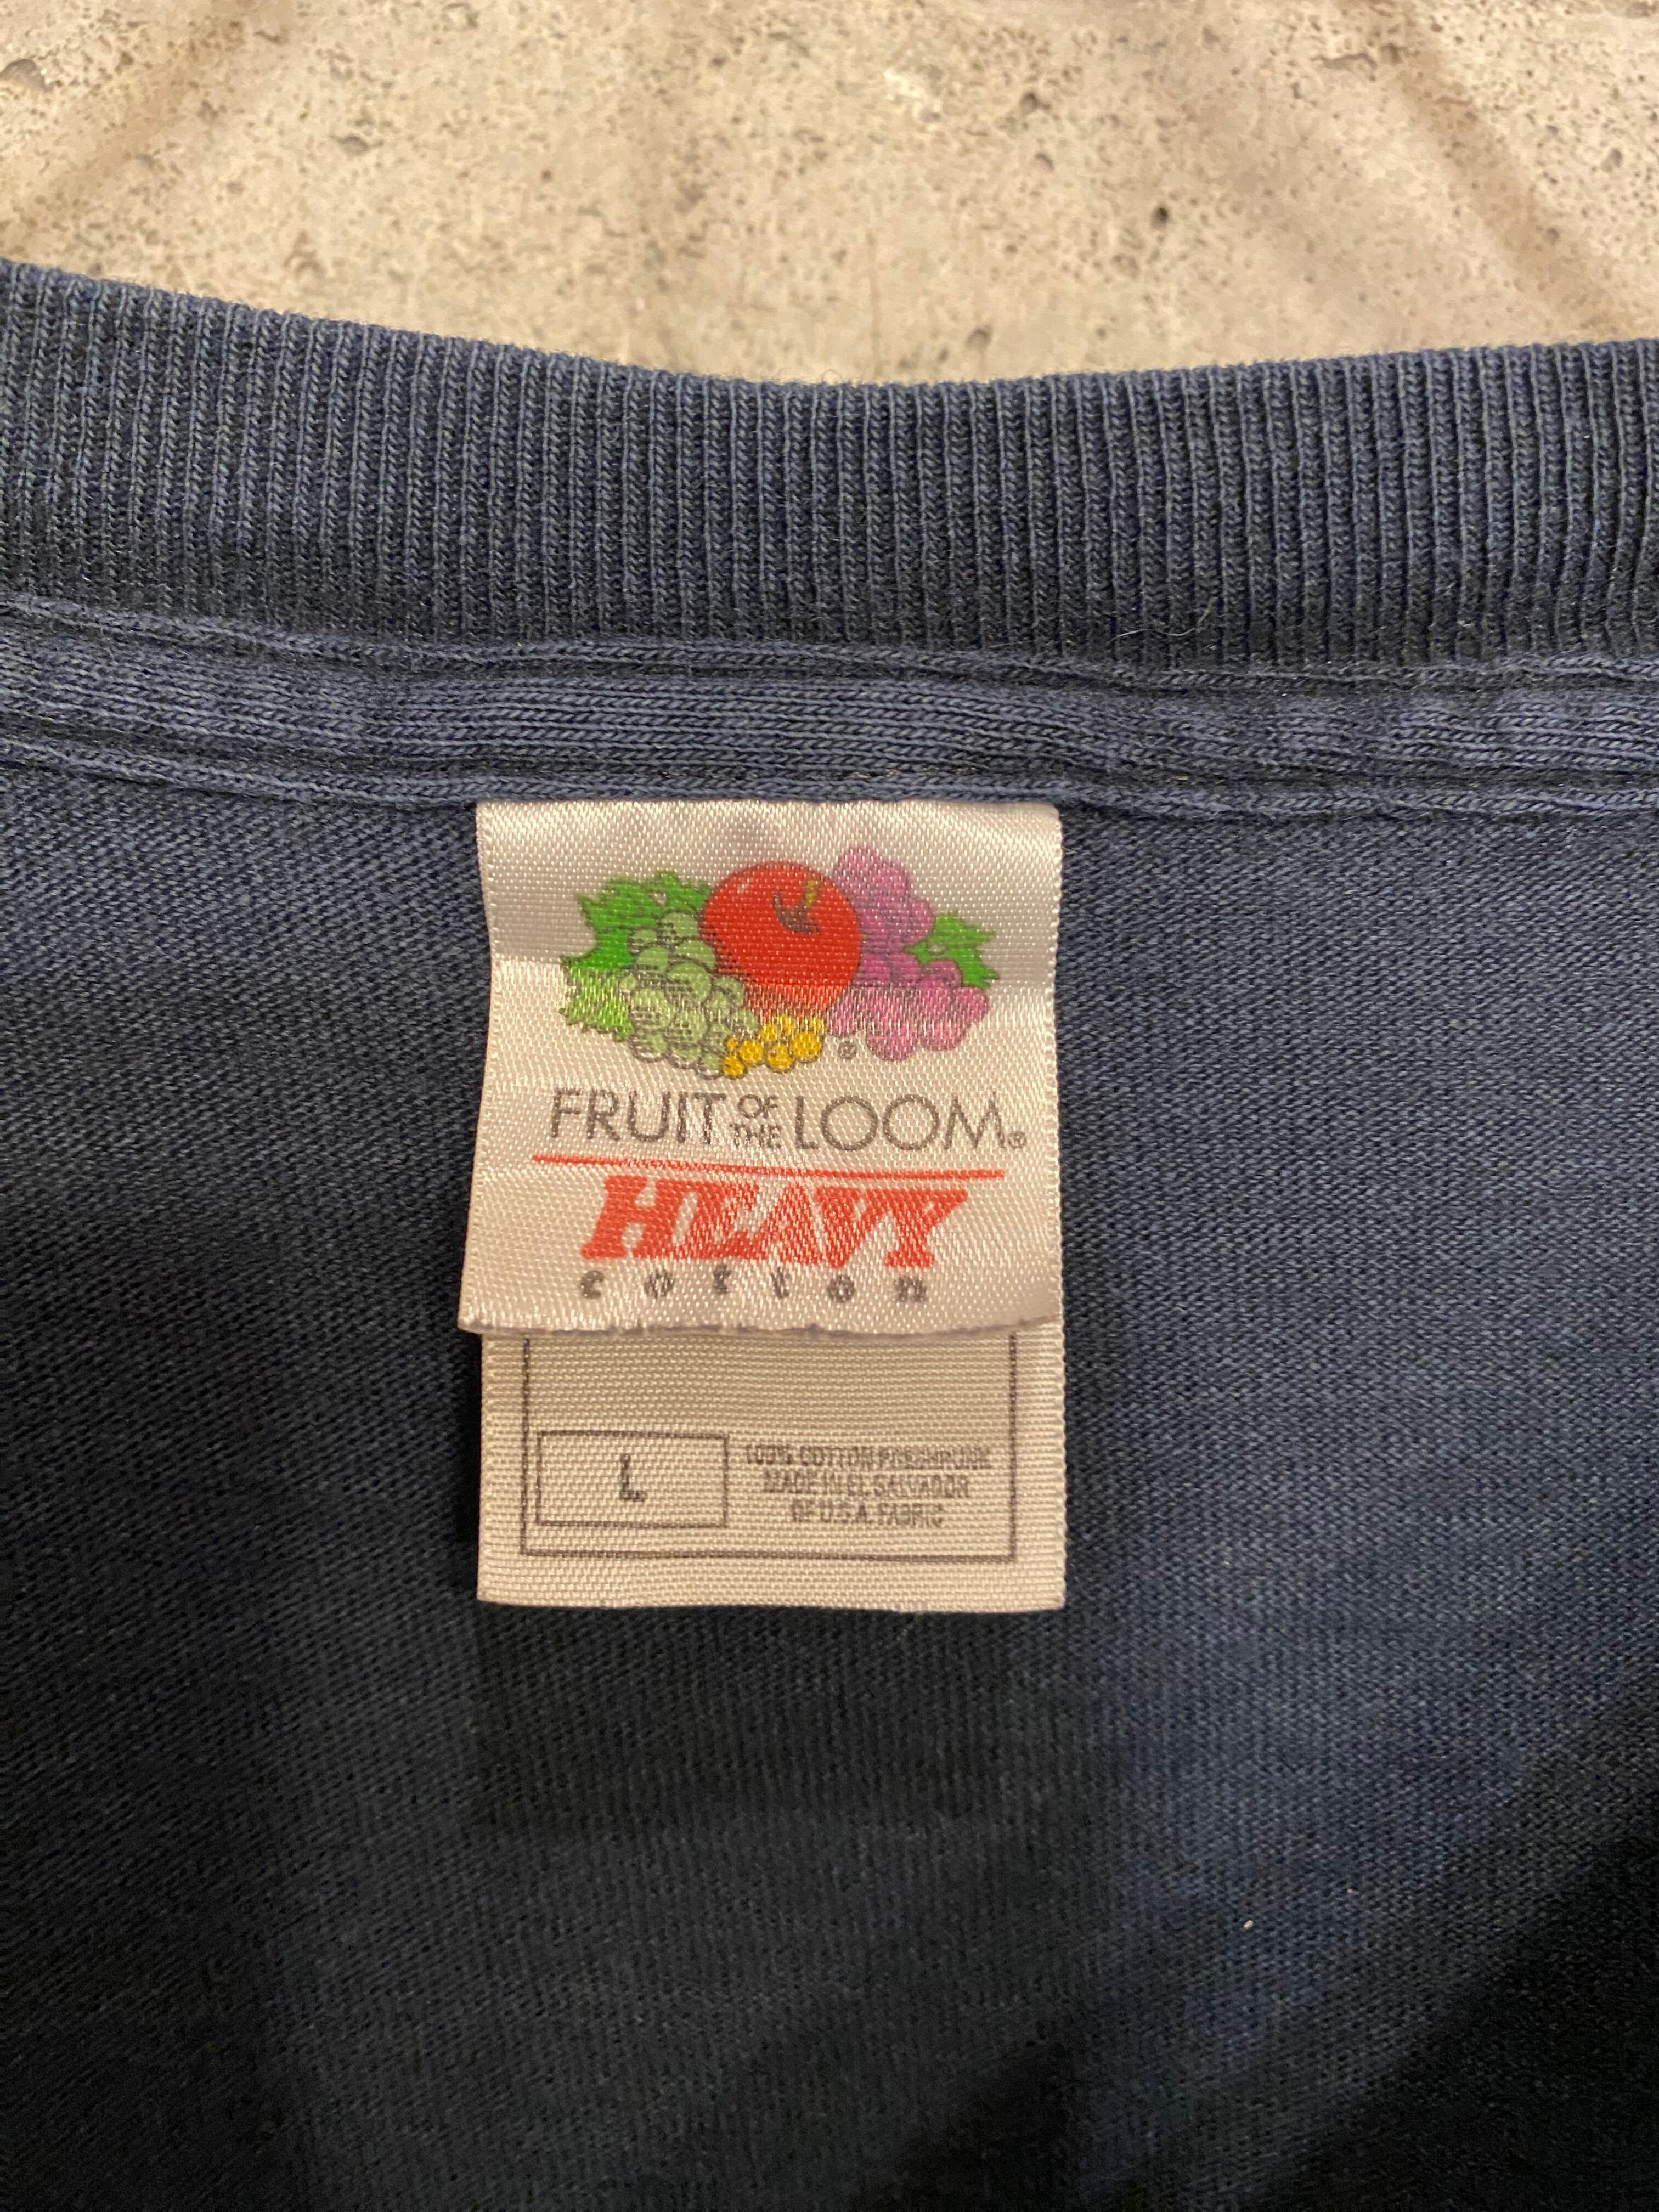 FRUIT OF THE LOOM®
HEAVY
cotton
L
100% COTTON PRESHRUNK
MADE IN EL SALVADOR
OF U.S.A. FABRIC